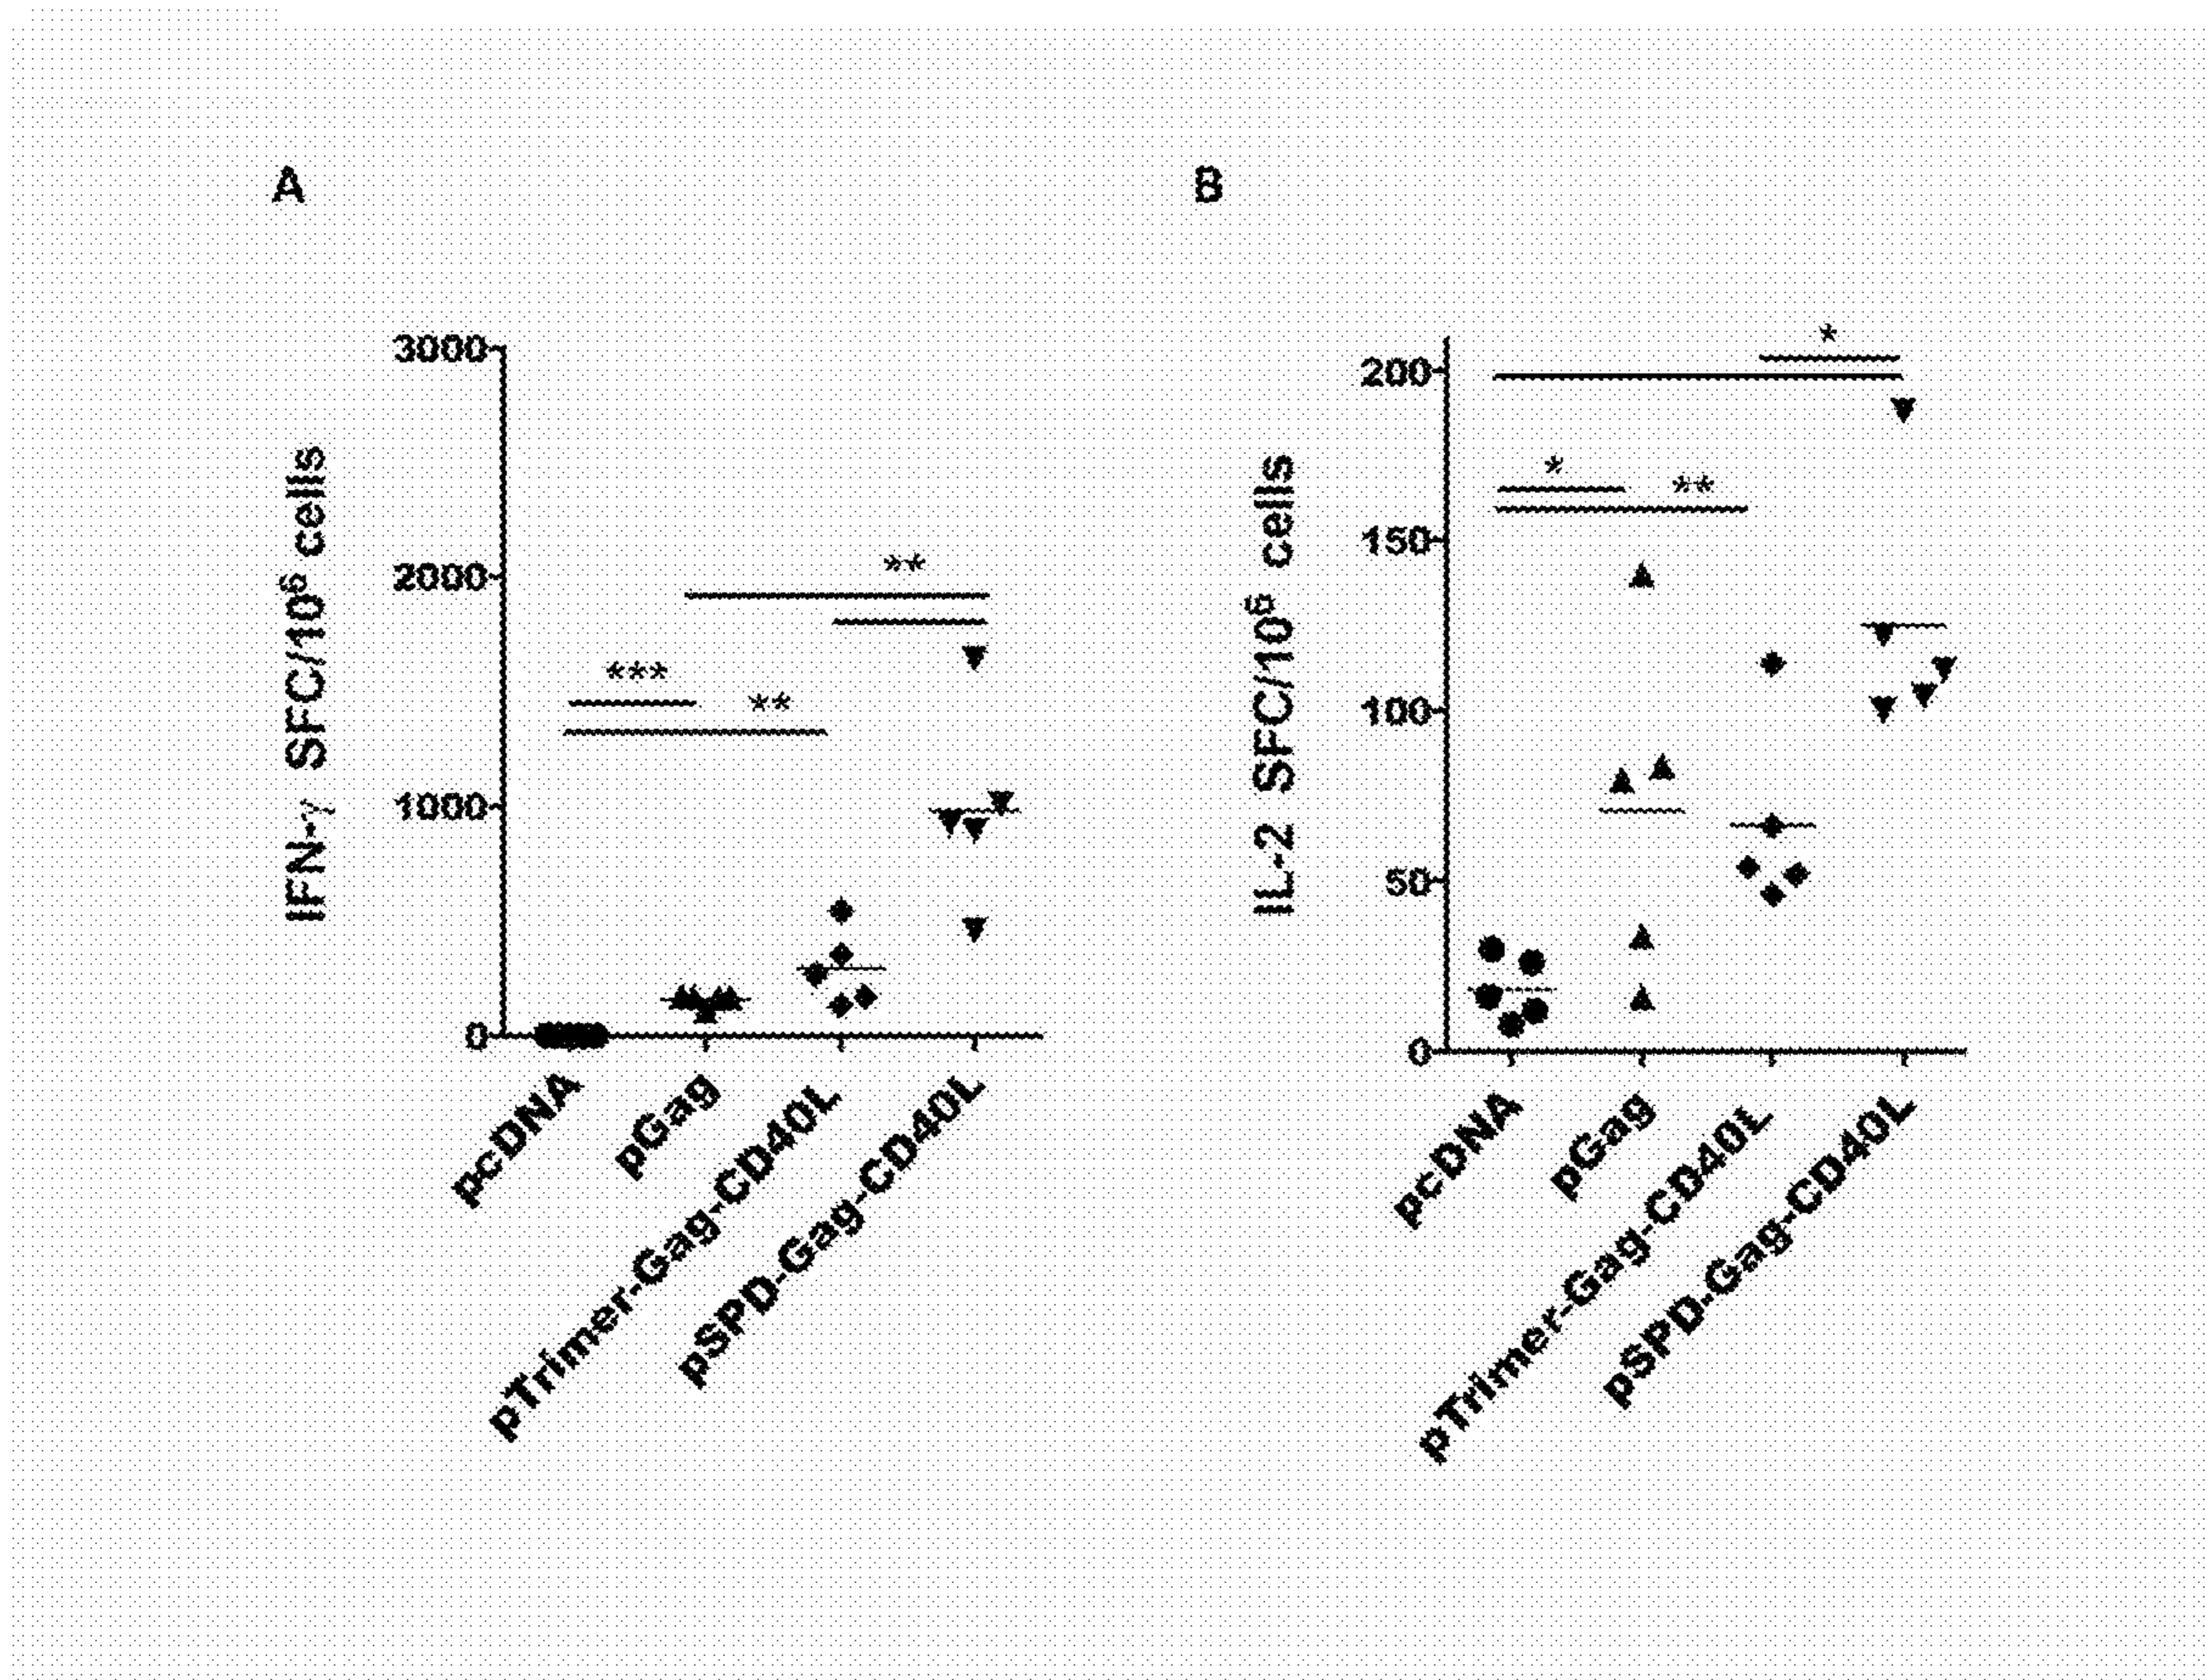 A
IFN-γ SFC/10⁶ cells
3000
2000
1000
0
***
**
**
pcDNA
pGag
pTrimer-Gag-CD40L
pSPD-Gag-CD40L
B
IL-2 SFC/10⁶ cells
200
150
100
50
0
*
*
**
pcDNA
pGag
pTrimer-Gag-CD40L
pSPD-Gag-CD40L